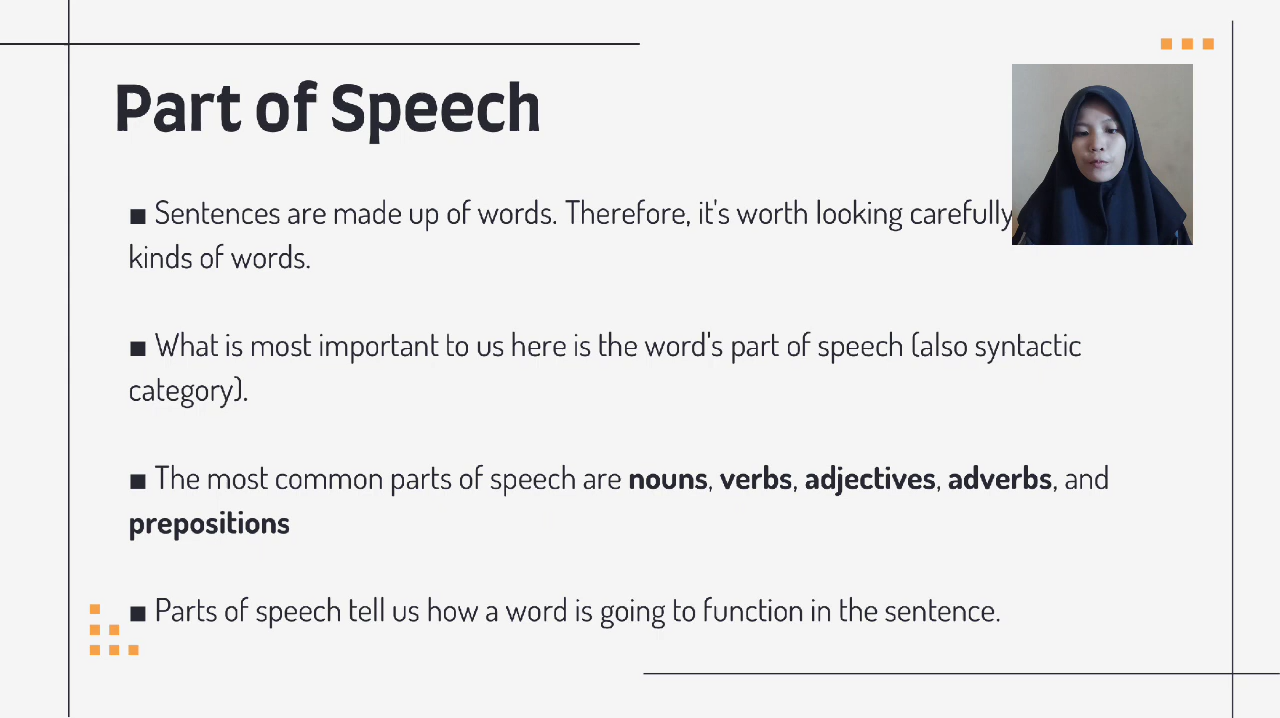 Part of Speech
■ Sentences are made up of words. Therefore, it's worth looking carefully
kinds of words.
■ What is most important to us here is the word's part of speech (also syntactic
category).
■ The most common parts of speech are nouns, verbs, adjectives, adverbs, and
prepositions
■ Parts of speech tell us how a word is going to function in the sentence.